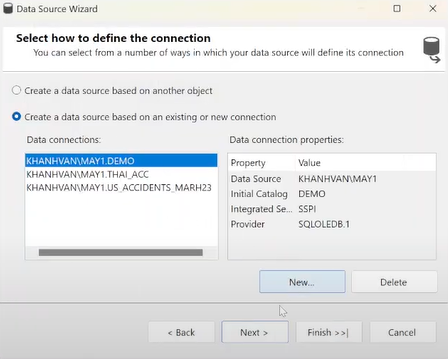 Data Source Wizard
Select how to define the connection
You can select from a number of ways in which your data source will define its connection
Create a data source based on another object
Create a data source based on an existing or new connection
Data connections:
KHANHVAN\MAY1.DEMO
KHANHVAN\MAY1.THAI_ACC
KHANHVAN\MAY1.US_ACCIDENTS_MARH23
Data connection properties:
Property Value
Data Source KHANHVAN\MAY1
Initial Catalog DEMO
Integrated Se... SSPI
Provider SQLOLEDB.1
New... Delete
< Back Next > Finish >>| Cancel